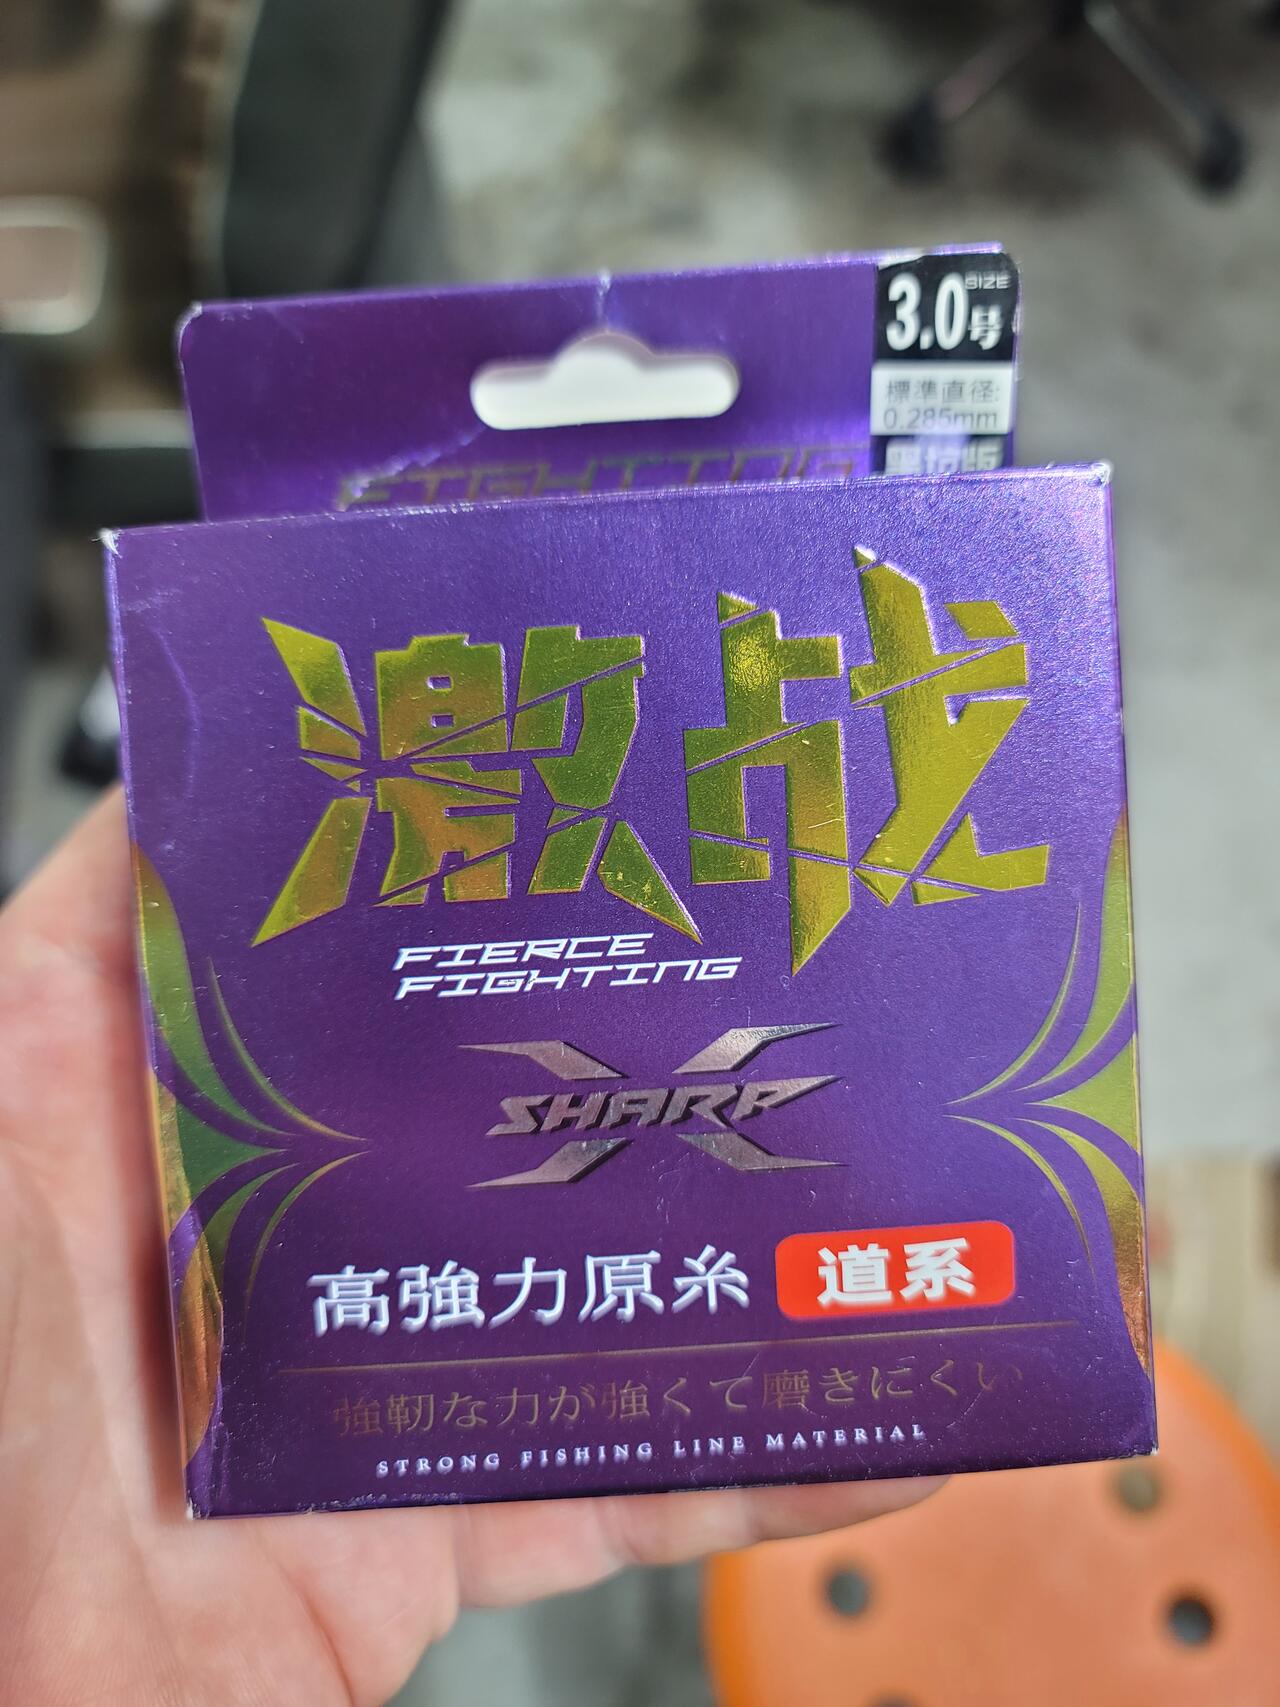 3.0号 SIZE
標準直径:
0.285mm
FIGHTING
激战
FIERCE
FIGHTING
SHARP
高強力原糸 道系
強靭な力が強くて磨きにくい
STRONG FISHING LINE MATERIAL